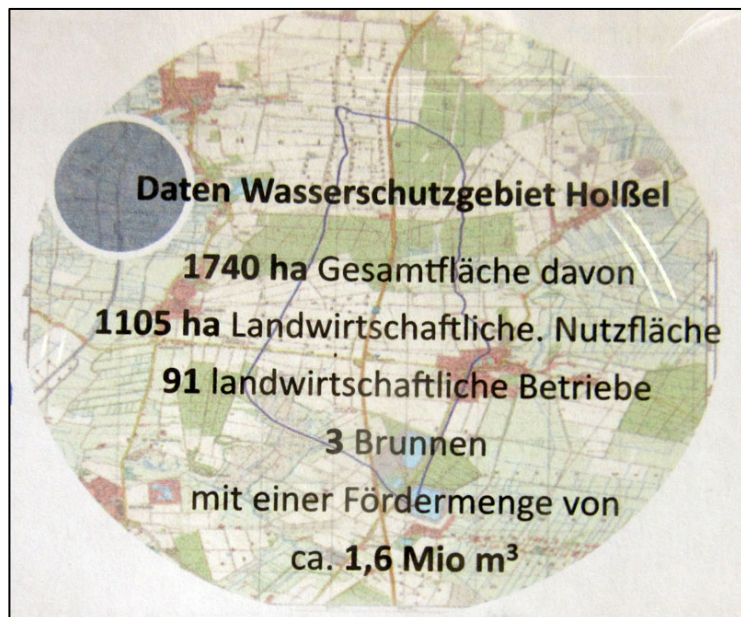 Daten Wasserschutzgebiet Holßel
1740 ha Gesamtfläche davon
1105 ha Landwirtschaftliche. Nutzfläche
91 landwirtschaftliche Betriebe
3 Brunnen
mit einer Fördermenge von
ca. 1,6 Mio m³